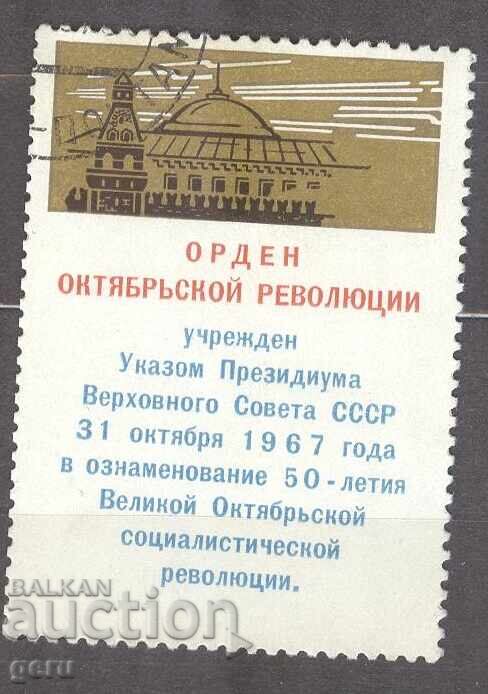 ОРДЕН
ОКТЯБРЬСКОЙ РЕВОЛЮЦИИ
учрежден
Указом Президиума
Верховного Совета СССР
31 октября 1967 года
в ознаменование 50-летия
Великой Октябрьской
социалистической
революции.
BALKAN
auction
geru